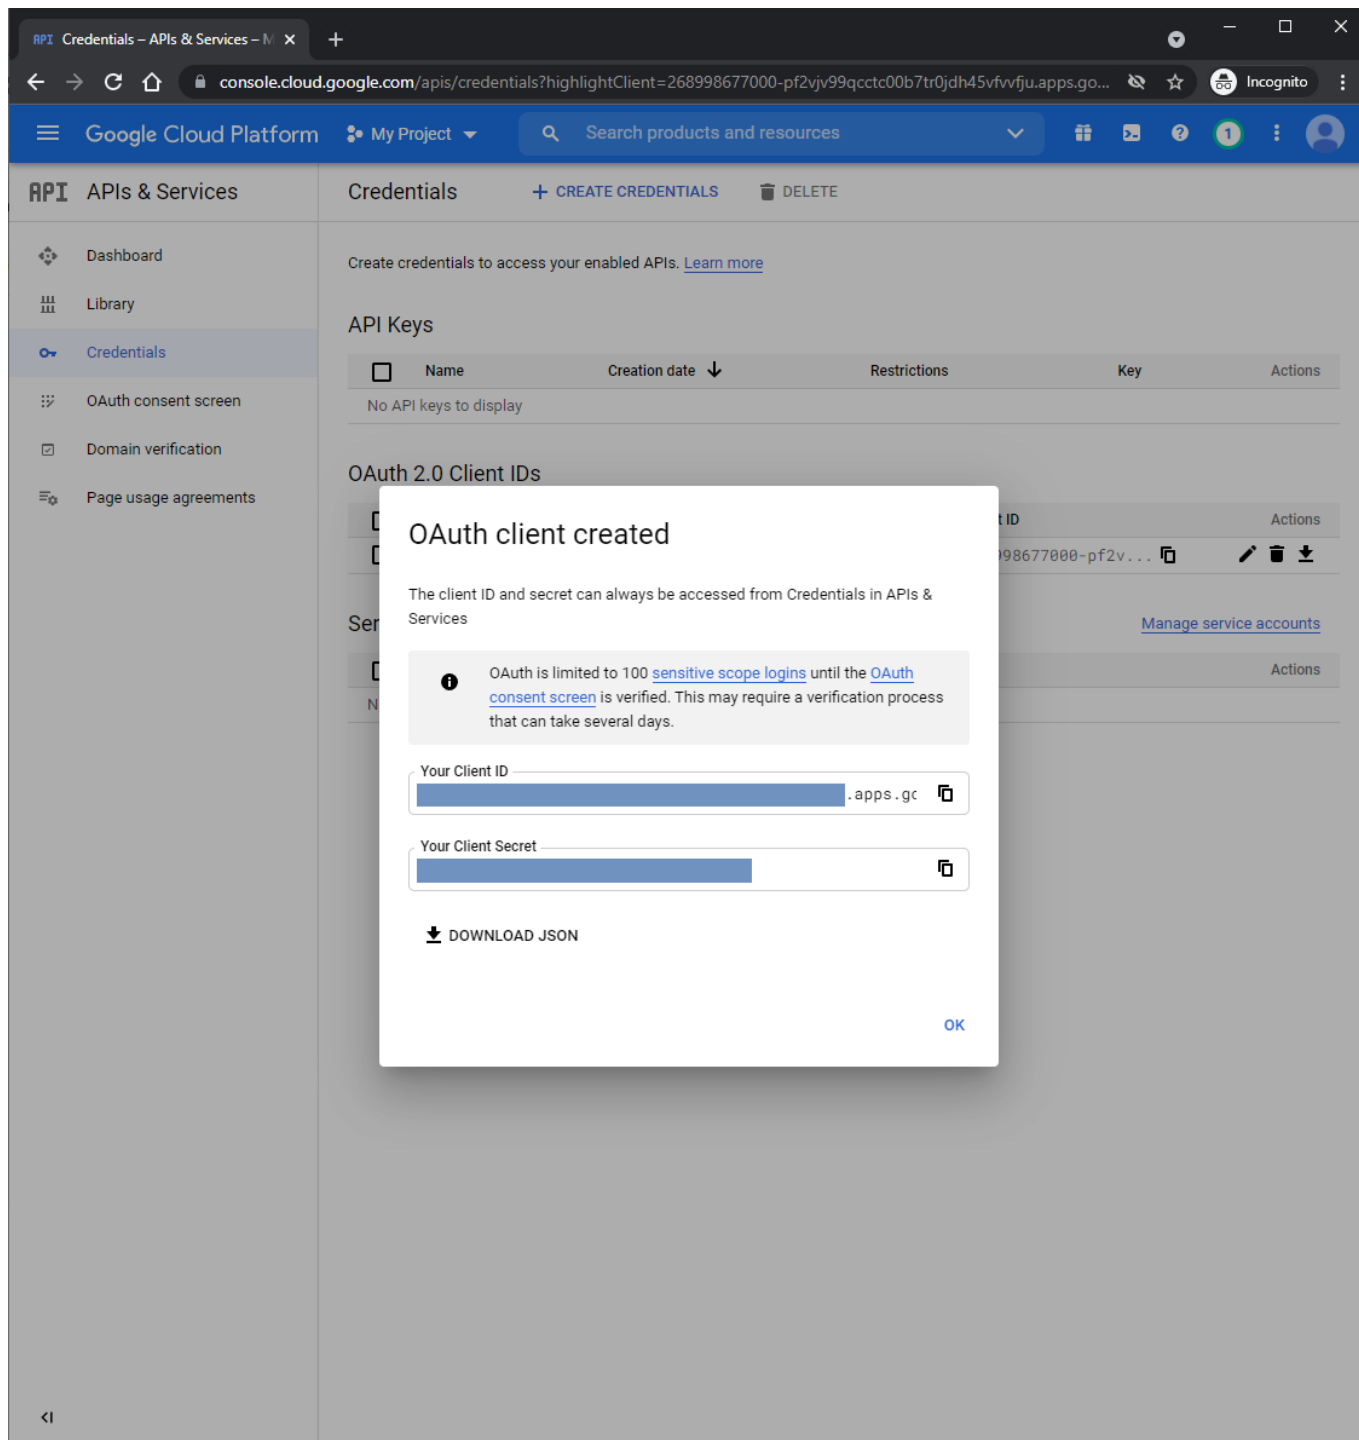 API Credentials – APIs & Services – M
console.cloud.google.com/apis/credentials?highlightClient=268998677000-pf2vjv99qcctc00b7tr0jdh45vfvvfju.apps.go... Incognito
Google Cloud Platform My Project Search products and resources 1
API APIs & Services
Dashboard
Library
Credentials
OAuth consent screen
Domain verification
Page usage agreements
Credentials + CREATE CREDENTIALS DELETE
Create credentials to access your enabled APIs. Learn more
API Keys
Name Creation date Restrictions Key Actions
No API keys to display
OAuth 2.0 Client IDs
t ID Actions
98677000-pf2v...
Ser Manage service accounts
Actions
N
OAuth client created
The client ID and secret can always be accessed from Credentials in APIs &
Services
OAuth is limited to 100 sensitive scope logins until the OAuth
consent screen is verified. This may require a verification process
that can take several days.
Your Client ID
.apps.gc
Your Client Secret
DOWNLOAD JSON
OK